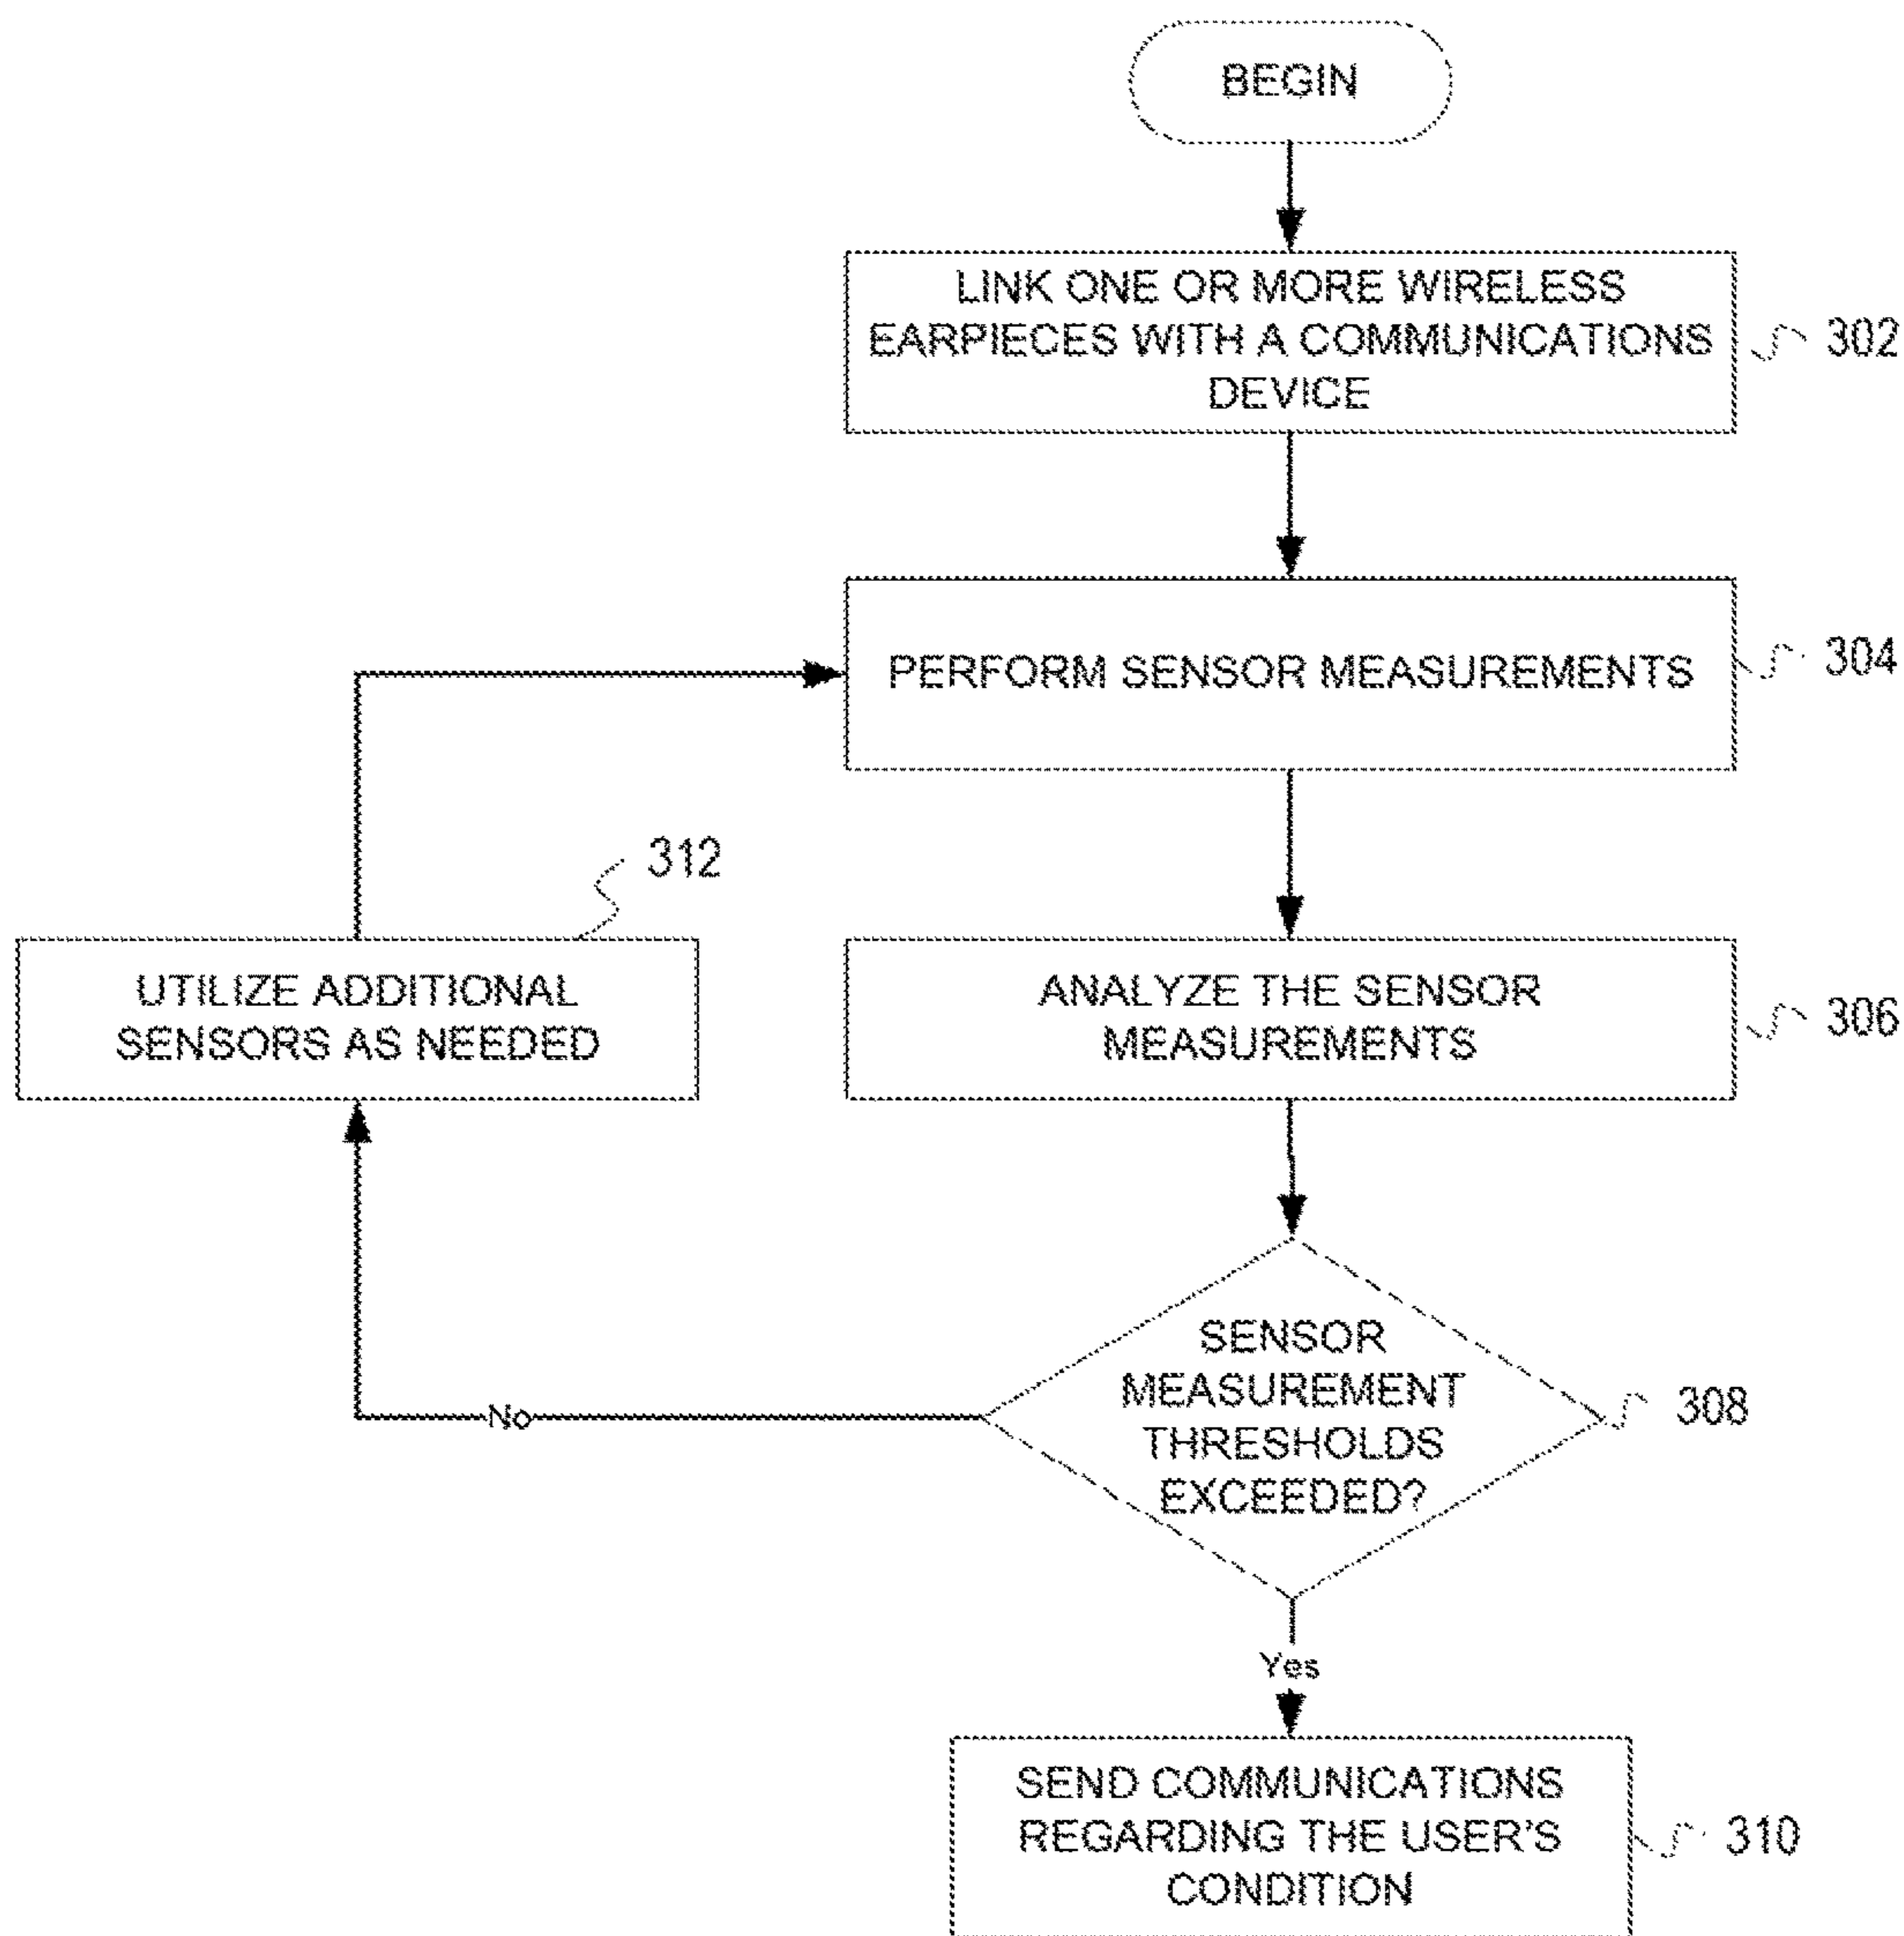 BEGIN
LINK ONE OR MORE WIRELESS
EARPIECES WITH A COMMUNICATIONS
DEVICE
302
PERFORM SENSOR MEASUREMENTS
304
312
UTILIZE ADDITIONAL
SENSORS AS NEEDED
ANALYZE THE SENSOR
MEASUREMENTS
306
SENSOR
MEASUREMENT
THRESHOLDS
EXCEEDED?
308
No
Yes
SEND COMMUNICATIONS
REGARDING THE USER'S
CONDITION
310